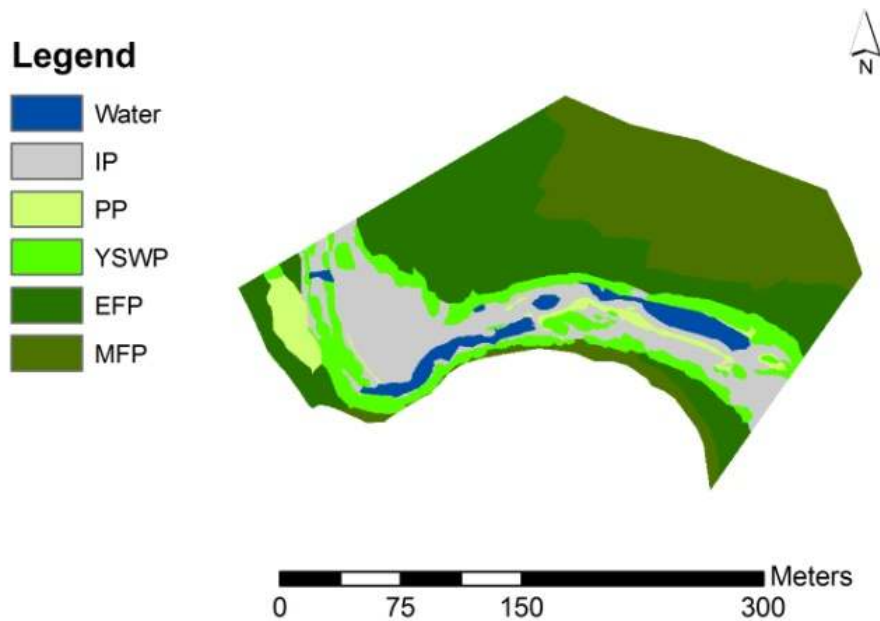 Legend
Water
IP
PP
YSWP
EFP
MFP
N
Meters
0 75 150 300